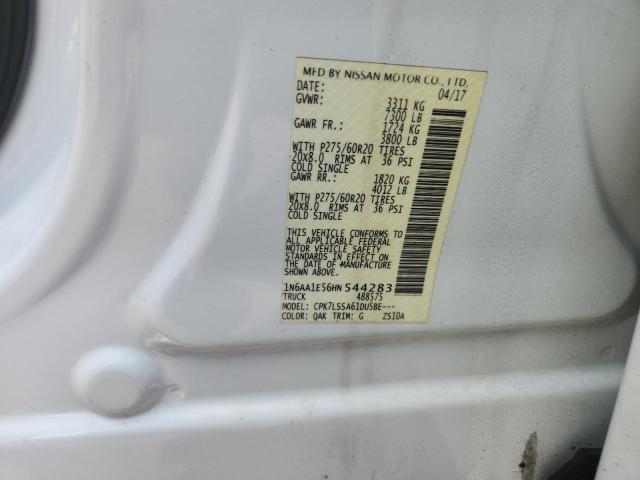 MFD BY NISSAN MOTOR CO., LTD.
DATE: 04/17
GVWR: 3311 KG
7300 LB
GAWR FR.: 1724 KG
3800 LB
WITH P275/60R20 TIRES
20X8.0 RIMS AT 36 PSI
COLD SINGLE
GAWR RR.: 1820 KG
4012 LB
WITH P275/60R20 TIRES
20X8.0 RIMS AT 36 PSI
COLD SINGLE
THIS VEHICLE CONFORMS TO
ALL APPLICABLE FEDERAL
MOTOR VEHICLE SAFETY
STANDARDS IN EFFECT ON
THE DATE OF MANUFACTURE
SHOWN ABOVE.
1N6AA1E56HN544283
TRUCK 488575
MODEL: CPK7LSSA61DU5BE---
COLOR: QAK TRIM: G ZS10A